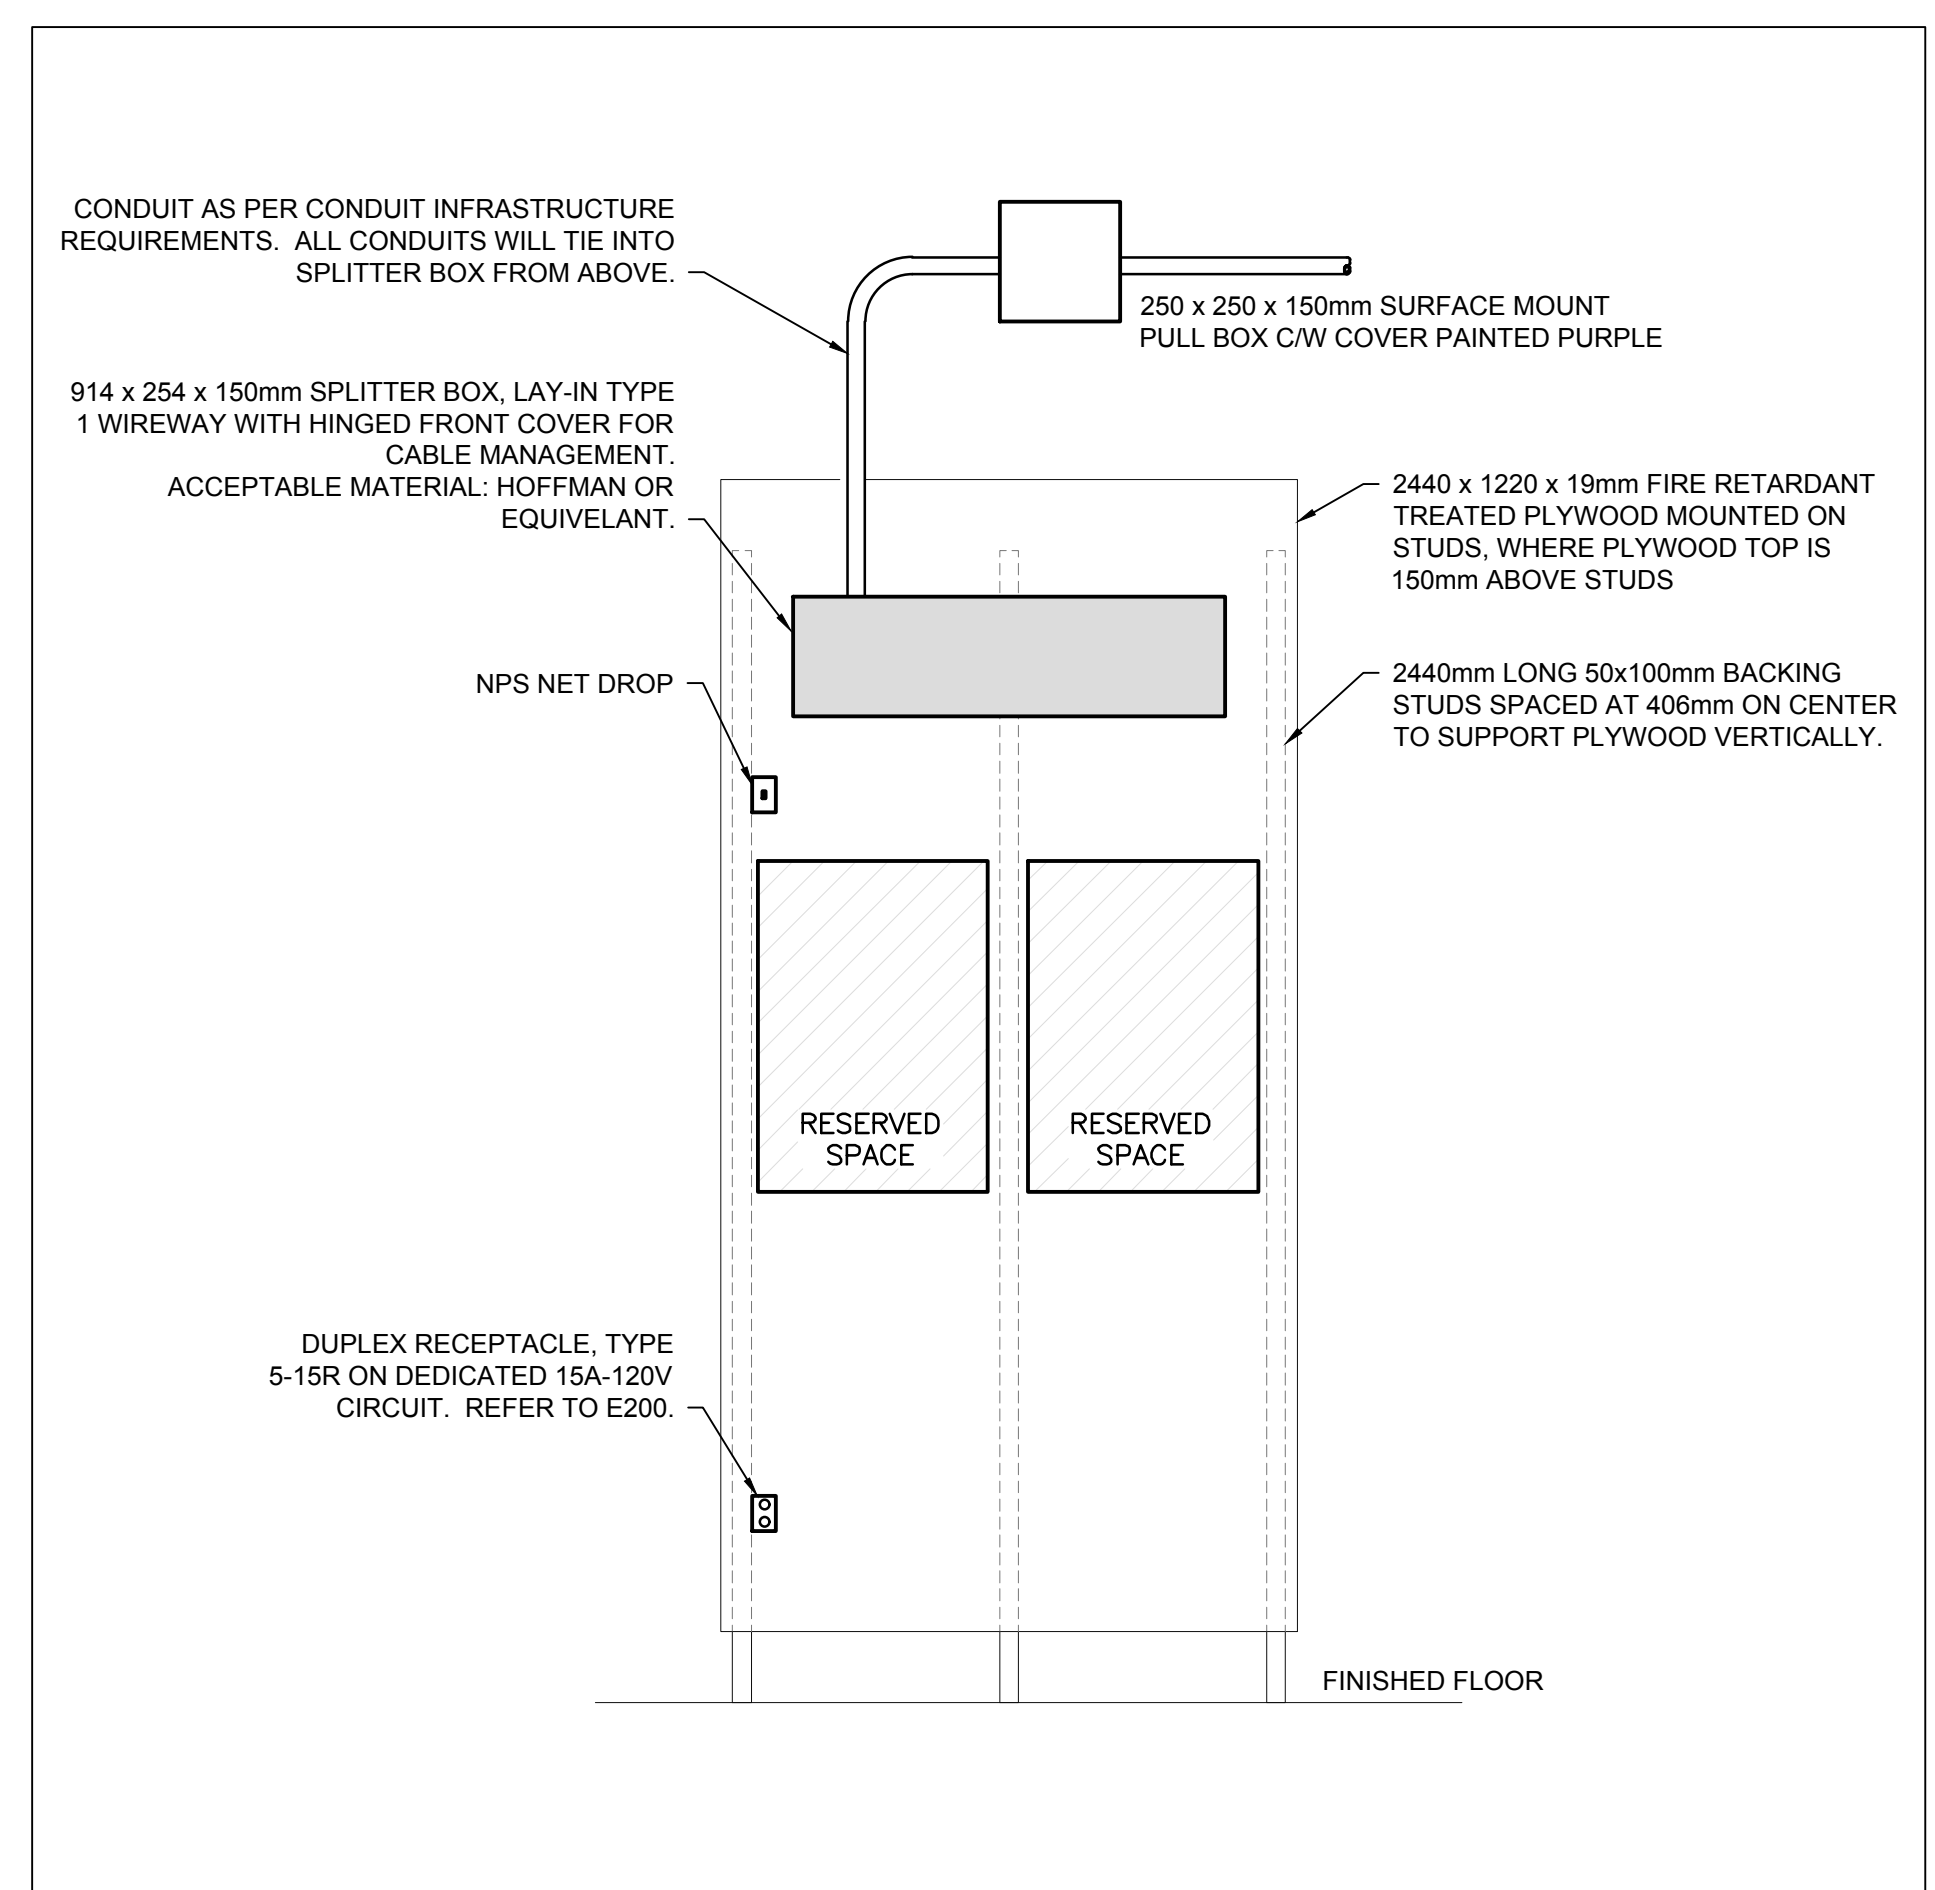 CONDUIT AS PER CONDUIT INFRASTRUCTURE
REQUIREMENTS.  ALL CONDUITS WILL TIE INTO
SPLITTER BOX FROM ABOVE.
250 x 250 x 150mm SURFACE MOUNT
PULL BOX C/W COVER PAINTED PURPLE
914 x 254 x 150mm SPLITTER BOX, LAY-IN TYPE
1 WIREWAY WITH HINGED FRONT COVER FOR
CABLE MANAGEMENT.
ACCEPTABLE MATERIAL: HOFFMAN OR
EQUIVELANT.
2440 x 1220 x 19mm FIRE RETARDANT
TREATED PLYWOOD MOUNTED ON
STUDS, WHERE PLYWOOD TOP IS
150mm ABOVE STUDS
NPS NET DROP
2440mm LONG 50x100mm BACKING
STUDS SPACED AT 406mm ON CENTER
TO SUPPORT PLYWOOD VERTICALLY.
RESERVED
SPACE
RESERVED
SPACE
DUPLEX RECEPTACLE, TYPE
5-15R ON DEDICATED 15A-120V
CIRCUIT.  REFER TO E200.
FINISHED FLOOR